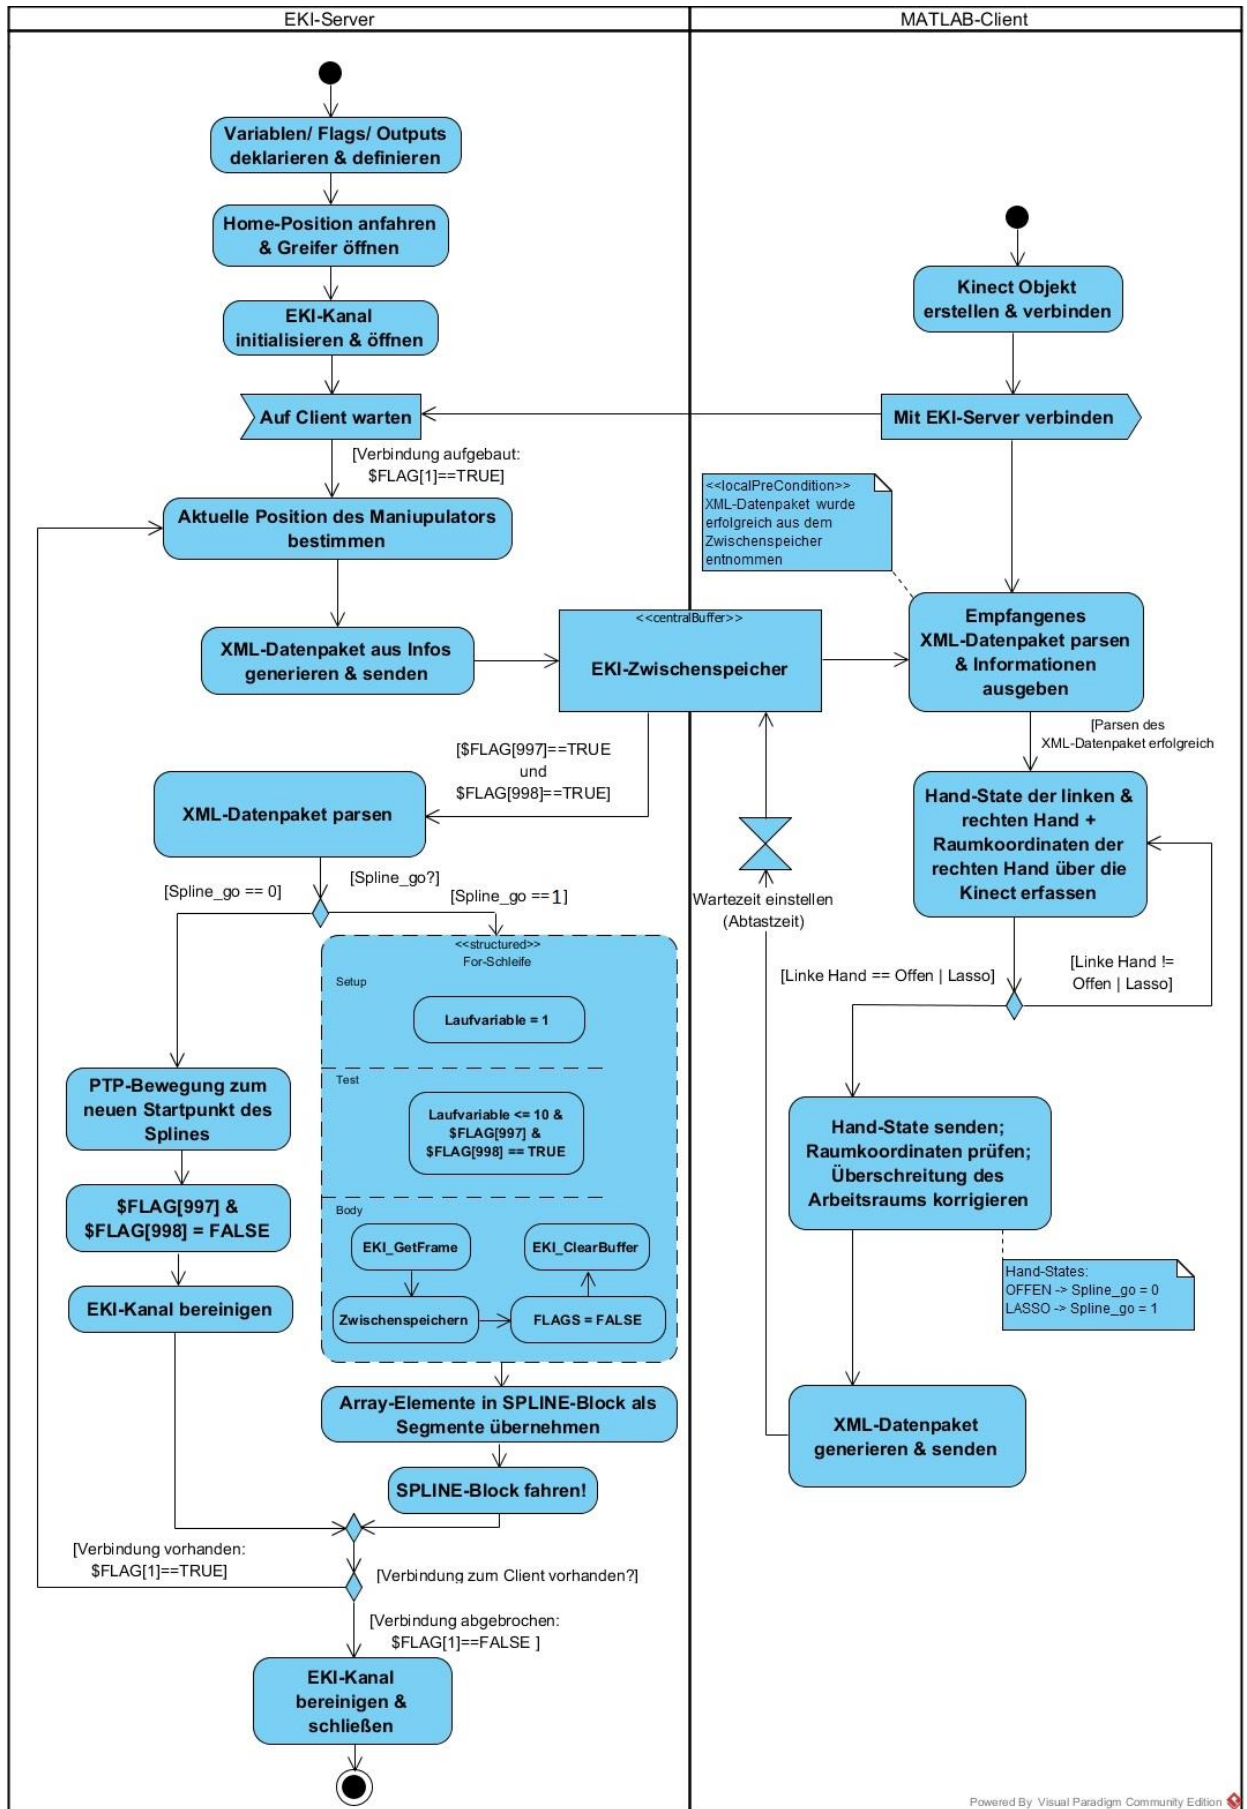 EKI-Server
MATLAB-Client
Variablen/ Flags/ Outputs
deklarieren & definieren
Home-Position anfahren
& Greifer öffnen
EKI-Kanal
initialisieren & öffnen
Auf Client warten
[Verbindung aufgebaut:
$FLAG[1]==TRUE]
Aktuelle Position des Maniupulators
bestimmen
XML-Datenpaket aus Infos
generieren & senden
<<centralBuffer>>
EKI-Zwischenspeicher
[$FLAG[997]==TRUE
und
$FLAG[998]==TRUE]
XML-Datenpaket parsen
[Spline_go == 0]
[Spline_go?]
[Spline_go ==1]
<<structured>>
For-Schleife
Setup
Laufvariable = 1
Test
Laufvariable <= 10 &
$FLAG[997] &
$FLAG[998] == TRUE
Body
EKI_GetFrame
EKI_ClearBuffer
Zwischenspeichern
FLAGS = FALSE
PTP-Bewegung zum
neuen Startpunkt des
Splines
$FLAG[997] &
$FLAG[998] = FALSE
EKI-Kanal bereinigen
Array-Elemente in SPLINE-Block als
Segmente übernehmen
SPLINE-Block fahren!
[Verbindung vorhanden:
$FLAG[1]==TRUE]
[Verbindung zum Client vorhanden?]
[Verbindung abgebrochen:
$FLAG[1]==FALSE ]
EKI-Kanal
bereinigen &
schließen
Kinect Objekt
erstellen & verbinden
Mit EKI-Server verbinden
<<localPreCondition>>
XML-Datenpaket wurde
erfolgreich aus dem
Zwischenspeicher
entnommen
Empfangenes
XML-Datenpaket parsen
& Informationen
ausgeben
[Parsen des
XML-Datenpaket erfolgreich
Hand-State der linken &
rechten Hand +
Raumkoordinaten der
rechten Hand über die
Kinect erfassen
Wartezeit einstellen
(Abtastzeit)
[Linke Hand == Offen | Lasso]
[Linke Hand !=
Offen | Lasso]
Hand-State senden;
Raumkoordinaten prüfen;
Überschreitung des
Arbeitsraums korrigieren
Hand-States:
OFFEN -> Spline_go = 0
LASSO -> Spline_go = 1
XML-Datenpaket
generieren & senden
Powered By Visual Paradigm Community Edition